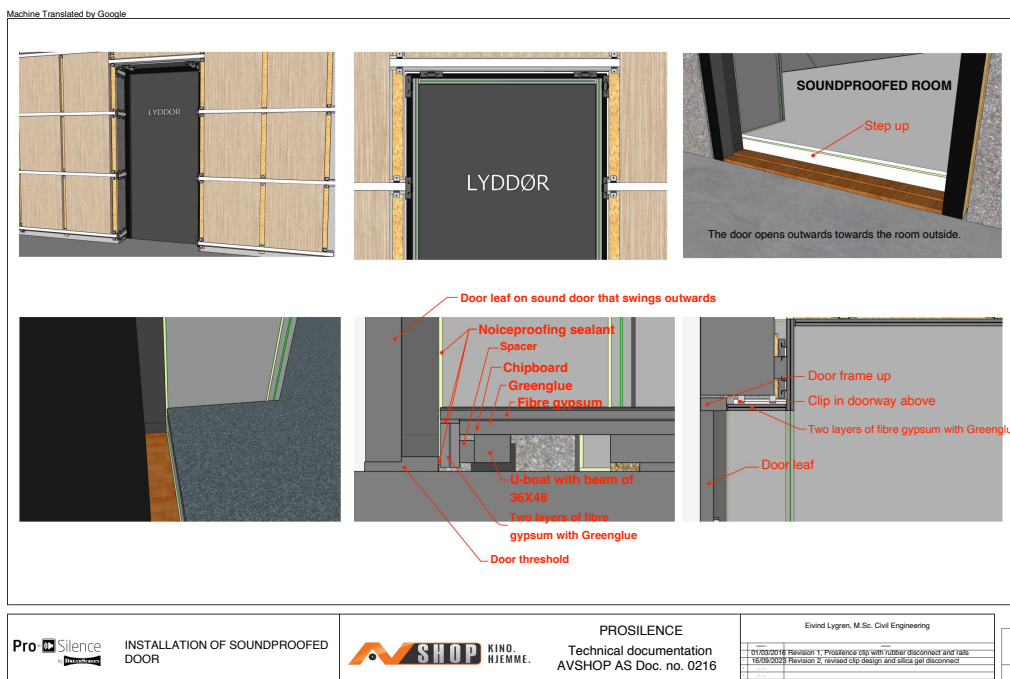 Machine Translated by Google
LYDDØR
LYDDØR
SOUNDPROOFED ROOM
Step up
The door opens outwards towards the room outside.
Door leaf on sound door that swings outwards
Noiceproofing sealant
Spacer
Chipboard
Greenglue
Fibre gypsum
U-boat with beam of
36X48
Two layers of fibre
gypsum with Greenglue
Door threshold
Door frame up
Clip in doorway above
Two layers of fibre gypsum with Greenglu
Door leaf
Pro Silence
by DREAMSCREEN
INSTALLATION OF SOUNDPROOFED
DOOR
AV SHOP
KINO.
HJEMME.
PROSILENCE
Technical documentation
AVSHOP AS Doc. no. 0216
Eivind Lygren, M.Sc. Civil Engineering
01/03/2016 Revision 1, Prosilence clip with rubber disconnect and rails
16/09/2023 Revision 2, revised clip design and silica gel disconnect